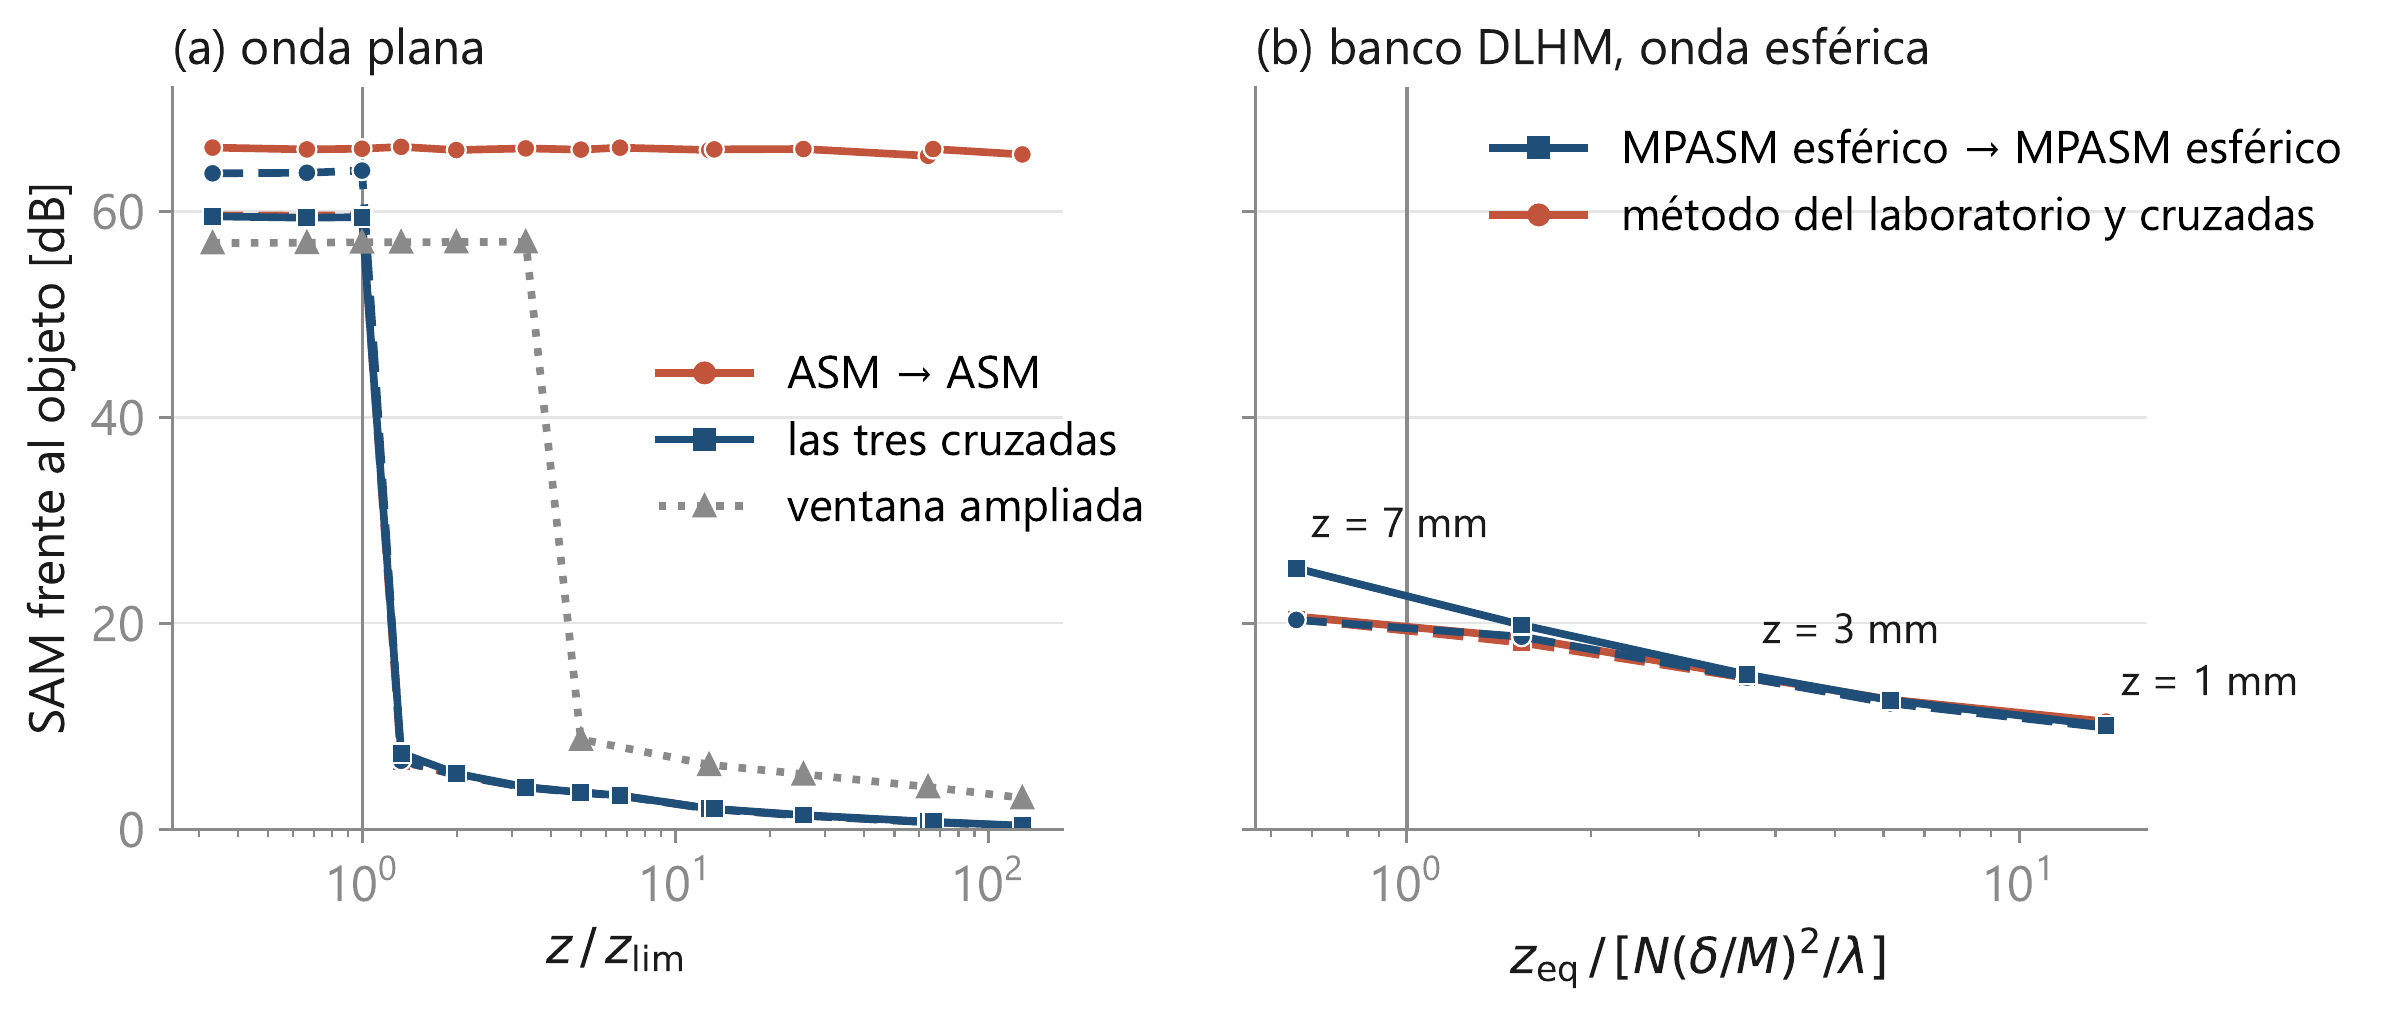 (a) onda plana
SAM frente al objeto [dB]
60
40
20
0
ASM → ASM
las tres cruzadas
ventana ampliada
10⁰
10¹
10²
z / z_lim
(b) banco DLHM, onda esférica
MPASM esférico → MPASM esférico
método del laboratorio y cruzadas
z = 7 mm
z = 3 mm
z = 1 mm
10⁰
10¹
z_eq / [N(δ/M)²/λ]